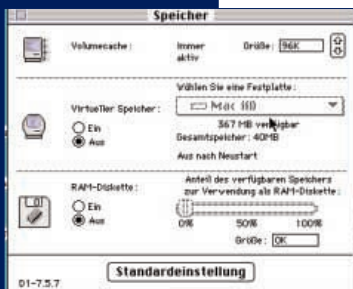 Speicher
Volumecache: Immer aktiv Größe: 96K
Wählen Sie eine Festplatte:
Virtueller Speicher: Mac HD
Ein 367 MB verfügbar
Aus Gesamtspeicher: 40MB
Aus nach Neustart
RAM-Diskette: Anteil des verfügbaren Speichers
zur Verwendung als RAM-Diskette:
Ein
Aus
0% 50% 100%
Größe: 0K
Standardeinstellung
D1-7.5.7